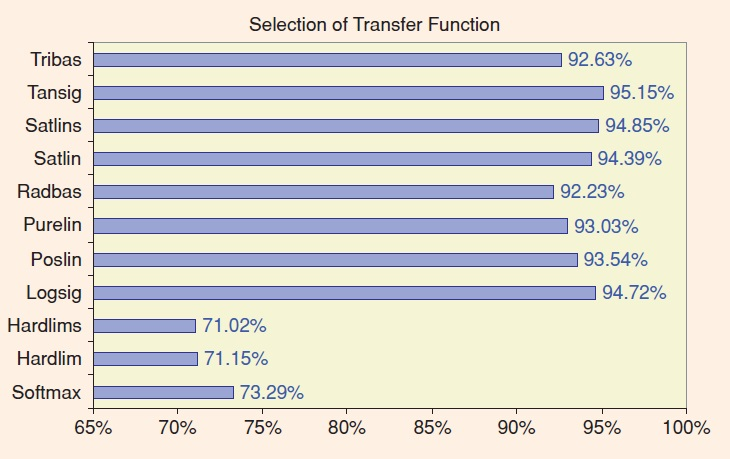 Selection of Transfer Function
Tribas 92.63%
Tansig 95.15%
Satlins 94.85%
Satlin 94.39%
Radbas 92.23%
Purelin 93.03%
Poslin 93.54%
Logsig 94.72%
Hardlims 71.02%
Hardlim 71.15%
Softmax 73.29%
65% 70% 75% 80% 85% 90% 95% 100%